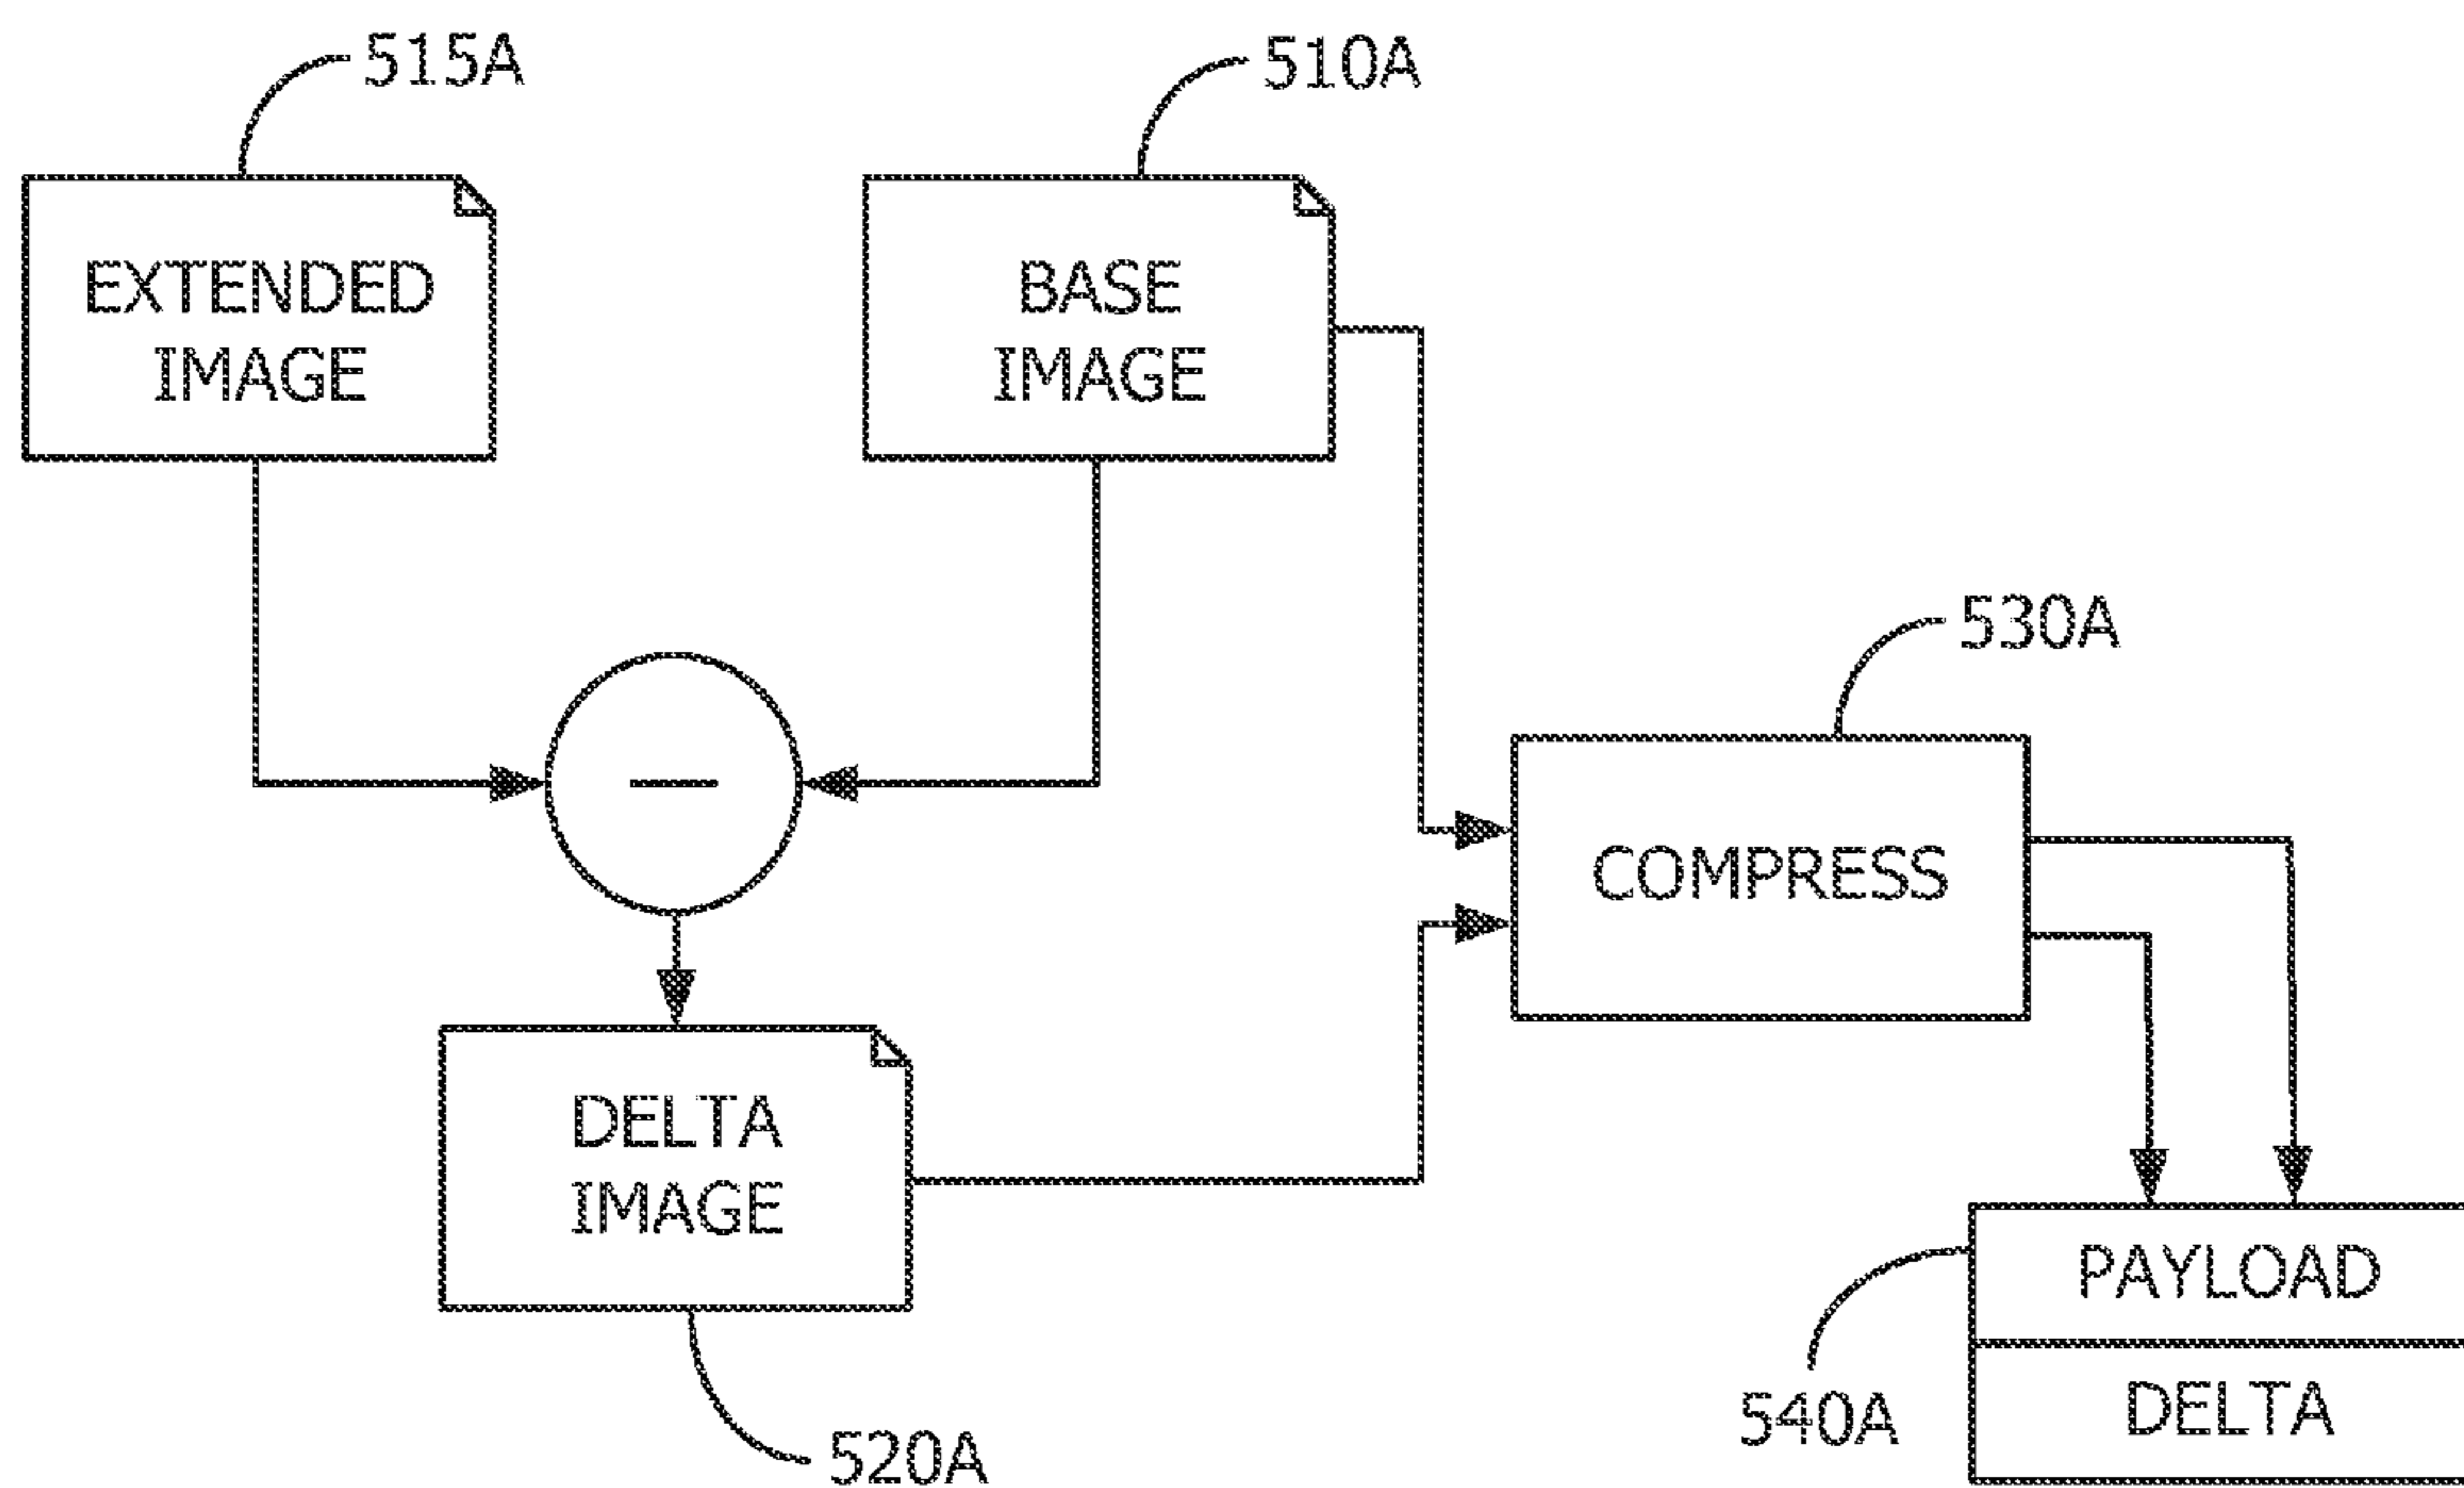 515A
510A
EXTENDED
IMAGE
BASE
IMAGE
530A
COMPRESS
DELTA
IMAGE
PAYLOAD
DELTA
540A
520A